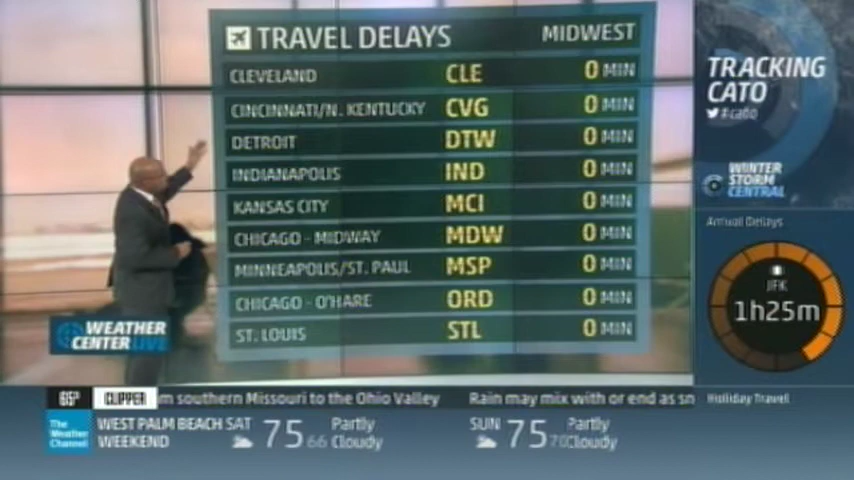 TRAVEL DELAYS MIDWEST
CLEVELAND CLE 0 MIN
CINCINNATI/N. KENTUCKY CVG 0 MIN
DETROIT DTW 0 MIN
INDIANAPOLIS IND 0 MIN
KANSAS CITY MCI 0 MIN
CHICAGO - MIDWAY MDW 0 MIN
MINNEAPOLIS/ST. PAUL MSP 0 MIN
CHICAGO - O'HARE ORD 0 MIN
ST. LOUIS STL 0 MIN
WEATHER
CENTER LIVE
TRACKING
CATO
#cato
WINTER
STORM
CENTRAL
Arrival Delays
JFK
1h25m
Holiday Travel
65° CLIPPER m southern Missouri to the Ohio Valley Rain may mix with or end as sn
The
Weather
Channel
WEST PALM BEACH SAT 75 66 Partly Cloudy SUN 75 70 Partly Cloudy
WEEKEND